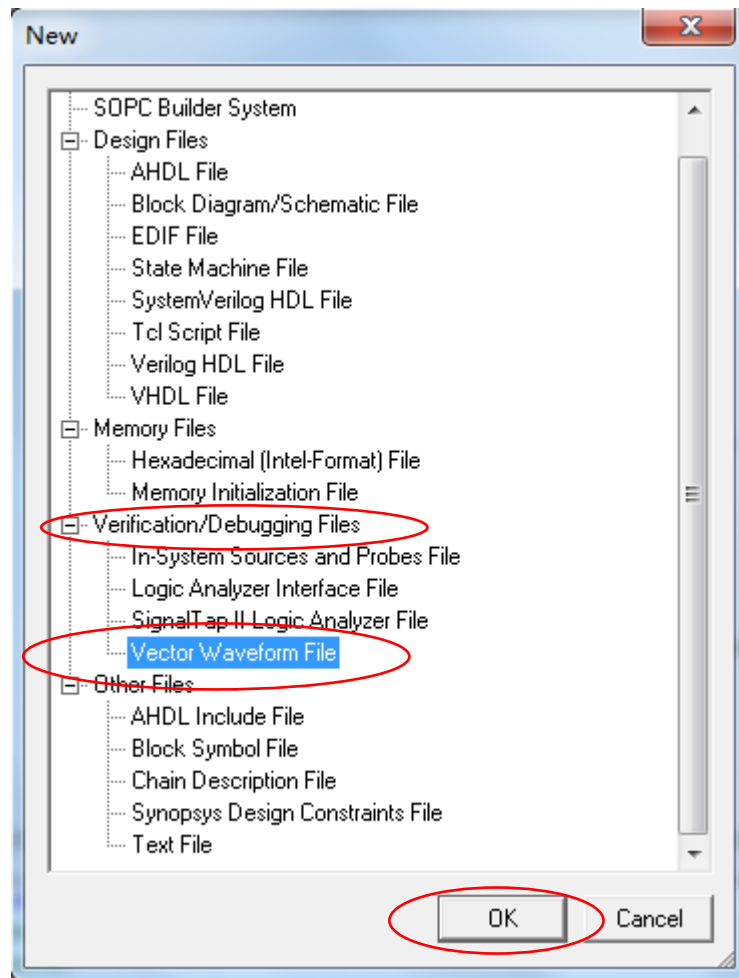 New
SOPC Builder System
Design Files
AHDL File
Block Diagram/Schematic File
EDIF File
State Machine File
SystemVerilog HDL File
Tcl Script File
Verilog HDL File
VHDL File
Memory Files
Hexadecimal (Intel-Format) File
Memory Initialization File
Verification/Debugging Files
In-System Sources and Probes File
Logic Analyzer Interface File
SignalTap II Logic Analyzer File
Vector Waveform File
Other Files
AHDL Include File
Block Symbol File
Chain Description File
Synopsys Design Constraints File
Text File
OK Cancel